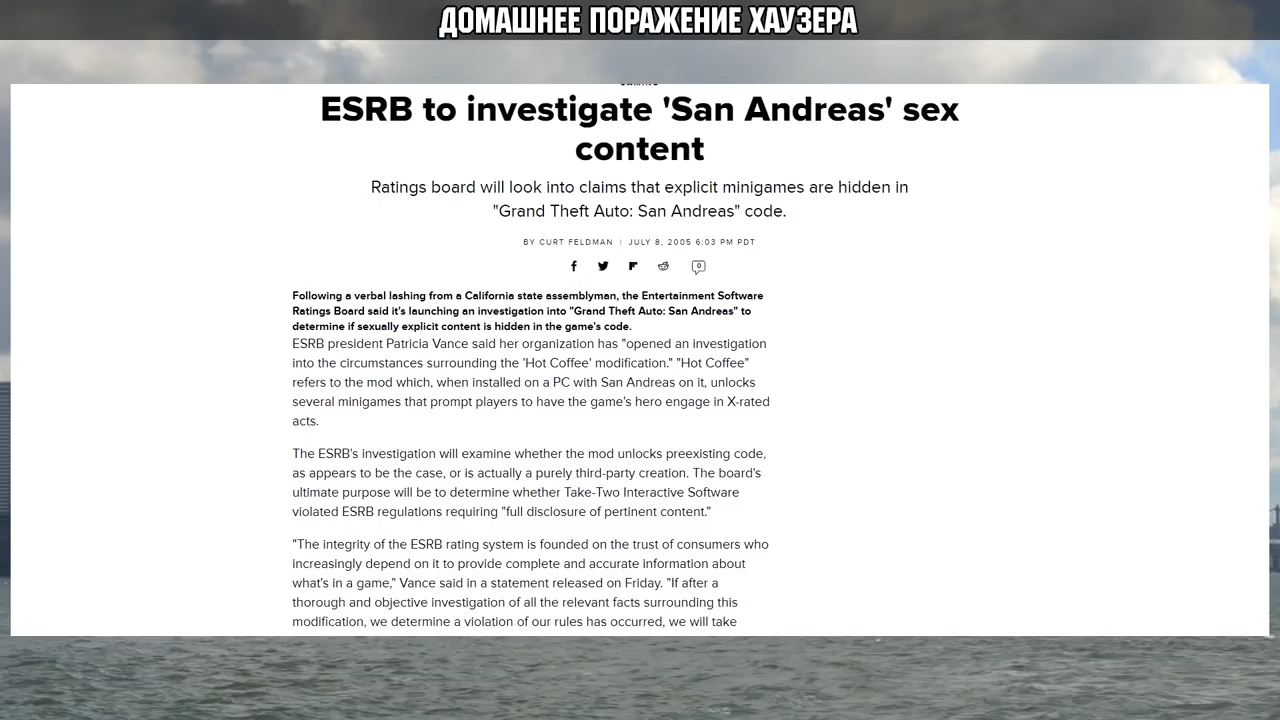 ДОМАШНЕЕ ПОРАЖЕНИЕ ХАУЗЕРА
ESRB to investigate 'San Andreas' sex
content
Ratings board will look into claims that explicit minigames are hidden in
"Grand Theft Auto: San Andreas" code.
BY CURT FELDMAN | JULY 8, 2005 6:03 PM PDT
0
Following a verbal lashing from a California state assemblyman, the Entertainment Software
Ratings Board said it's launching an investigation into "Grand Theft Auto: San Andreas" to
determine if sexually explicit content is hidden in the game's code.
ESRB president Patricia Vance said her organization has "opened an investigation
into the circumstances surrounding the 'Hot Coffee' modification." "Hot Coffee"
refers to the mod which, when installed on a PC with San Andreas on it, unlocks
several minigames that prompt players to have the game's hero engage in X-rated
acts.
The ESRB's investigation will examine whether the mod unlocks preexisting code,
as appears to be the case, or is actually a purely third-party creation. The board's
ultimate purpose will be to determine whether Take-Two Interactive Software
violated ESRB regulations requiring "full disclosure of pertinent content."
"The integrity of the ESRB rating system is founded on the trust of consumers who
increasingly depend on it to provide complete and accurate information about
what's in a game," Vance said in a statement released on Friday. "If after a
thorough and objective investigation of all the relevant facts surrounding this
modification, we determine a violation of our rules has occurred, we will take